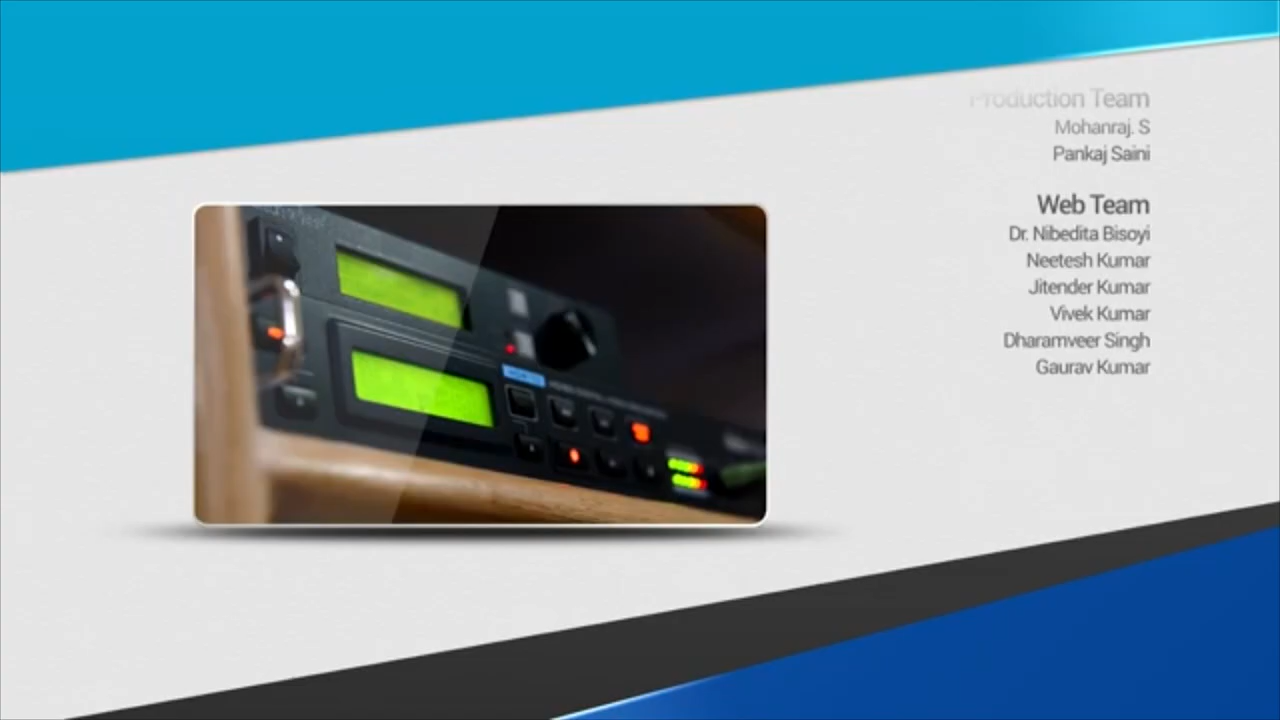 Production Team
Mohanraj. S
Pankaj Saini
Web Team
Dr. Nibedita Bisoyi
Neetesh Kumar
Jitender Kumar
Vivek Kumar
Dharamveer Singh
Gaurav Kumar